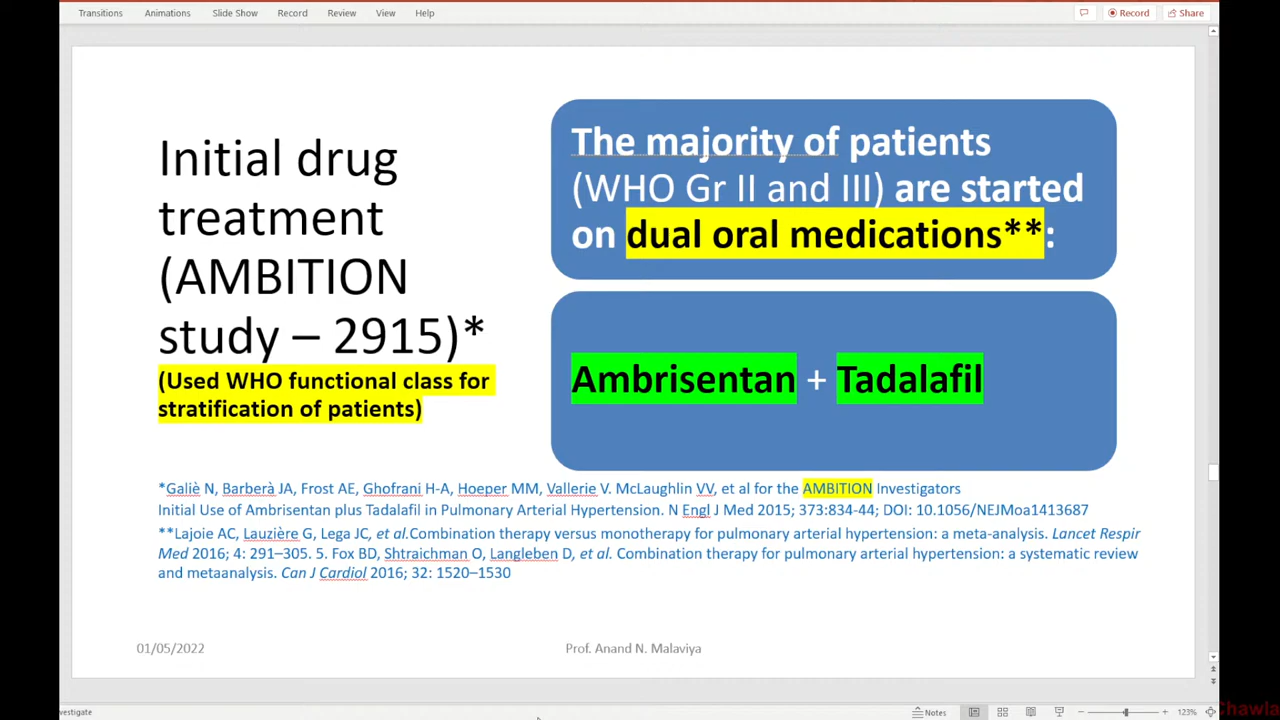 Transitions Animations Slide Show Record Review View Help Record Share
Initial drug
treatment
(AMBITION
study – 2915)*
(Used WHO functional class for
stratification of patients)
The majority of patients
(WHO Gr II and III) are started
on dual oral medications**:
Ambrisentan + Tadalafil
*Galiè N, Barberà JA, Frost AE, Ghofrani H-A, Hoeper MM, Vallerie V. McLaughlin VV, et al for the AMBITION Investigators
Initial Use of Ambrisentan plus Tadalafil in Pulmonary Arterial Hypertension. N Engl J Med 2015; 373:834-44; DOI: 10.1056/NEJMoa1413687
**Lajoie AC, Lauzière G, Lega JC, et al.Combination therapy versus monotherapy for pulmonary arterial hypertension: a meta-analysis. Lancet Respir
Med 2016; 4: 291–305. 5. Fox BD, Shtraichman O, Langleben D, et al. Combination therapy for pulmonary arterial hypertension: a systematic review
and metaanalysis. Can J Cardiol 2016; 32: 1520–1530
01/05/2022 Prof. Anand N. Malaviya
vestigate Notes 123% Chawla